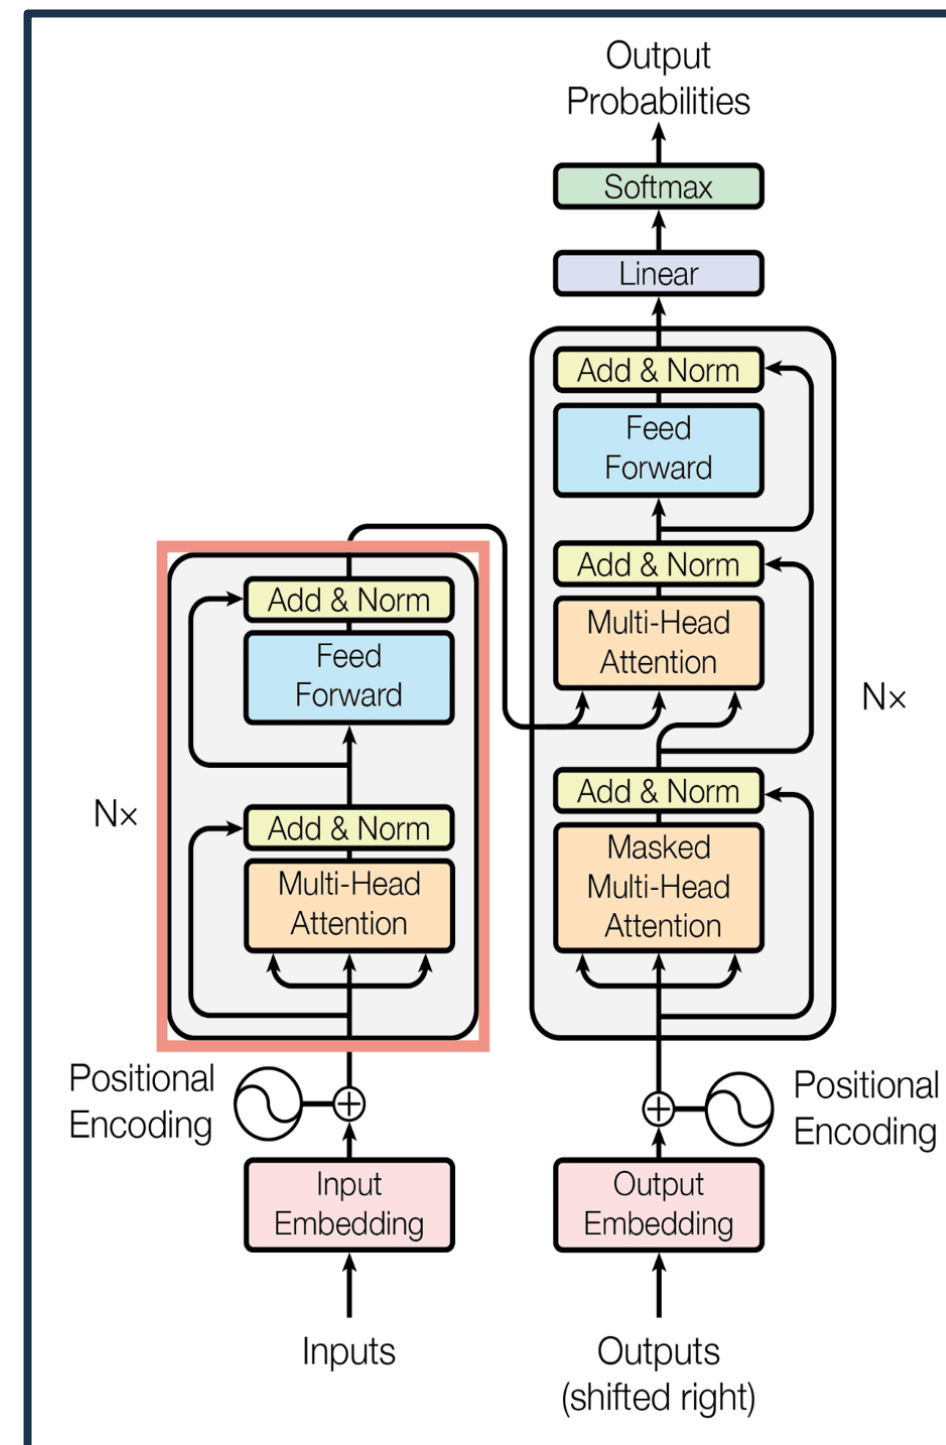 Output
Probabilities
Softmax
Linear
Add & Norm
Feed
Forward
Add & Norm
Multi-Head
Attention
Nx
Add & Norm
Masked
Multi-Head
Attention
Add & Norm
Feed
Forward
Nx
Add & Norm
Multi-Head
Attention
Positional
Encoding
Positional
Encoding
Input
Embedding
Output
Embedding
Inputs
Outputs
(shifted right)